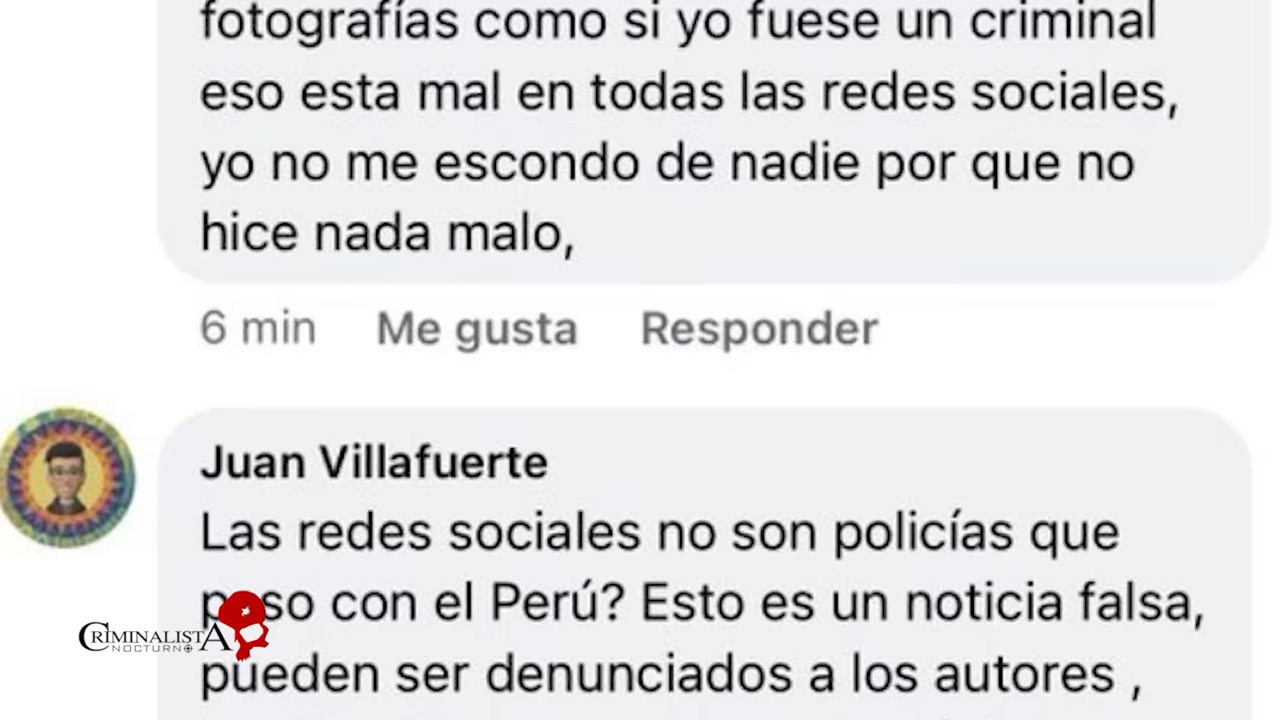 fotografías como si yo fuese un criminal
eso esta mal en todas las redes sociales,
yo no me escondo de nadie por que no
hice nada malo,
6 min Me gusta Responder
Juan Villafuerte
Las redes sociales no son policías que
paso con el Perú? Esto es un noticia falsa,
CRIMINALISTA
NOCTURNO
pueden ser denunciados a los autores ,